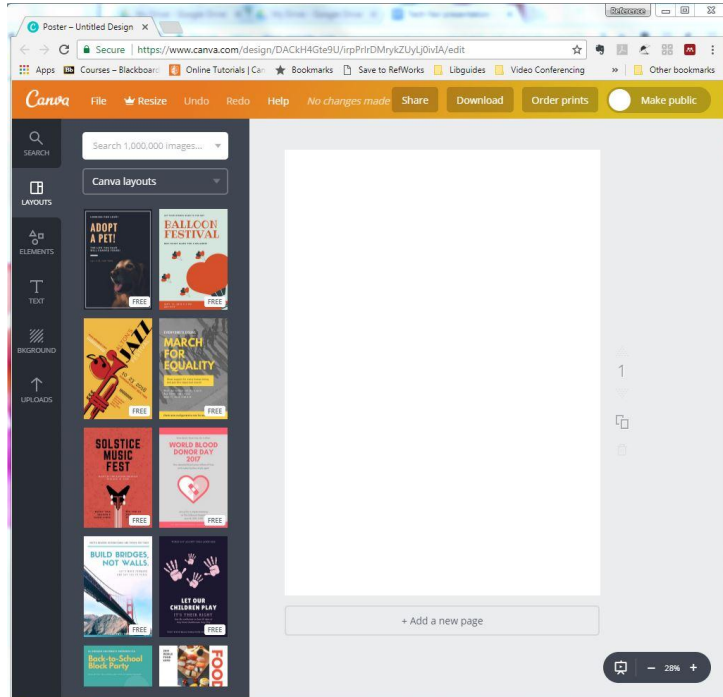 Reference
Poster – Untitled Design
Secure | https://www.canva.com/design/DACkH4Gte9U/irpPrlrDMrykZUyLj0ivIA/edit
Apps Bb Courses – Blackboard Online Tutorials | Can Bookmarks Save to RefWorks Libguides Video Conferencing » Other bookmarks
Canva File Resize Undo Redo Help No changes made Share Download Order prints Make public
SEARCH
LAYOUTS
ELEMENTS
TEXT
BKGROUND
UPLOADS
Search 1,000,000 images...
Canva layouts
ADOPT
A PET!
FREE
BALLOON
FESTIVAL
FREE
JAZZ
FREE
MARCH
FOR
EQUALITY
FREE
SOLSTICE
MUSIC
FEST
FREE
WORLD BLOOD
DONOR DAY
2017
FREE
BUILD BRIDGES,
NOT WALLS.
FREE
LET OUR
CHILDREN PLAY
IT'S THEIR RIGHT
FREE
Back-to-School
Block Party
FOOD
1
+ Add a new page
− 28% +